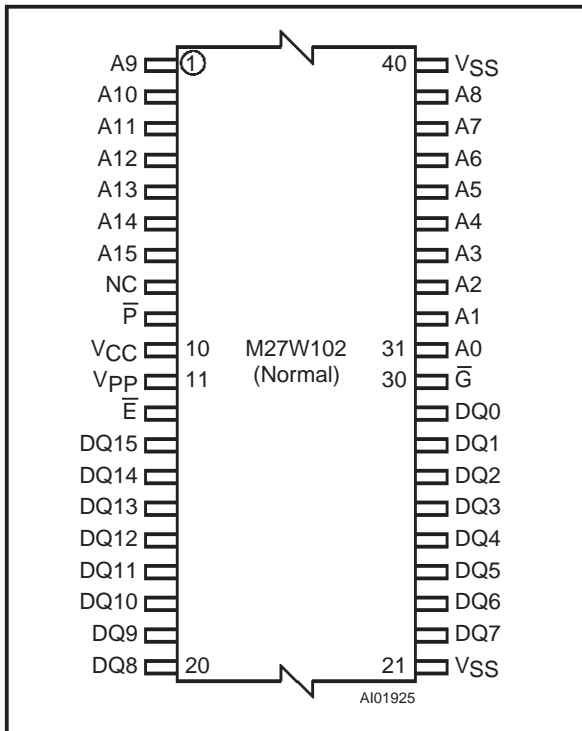 A9 1 40 VSS
A10 A8
A11 A7
A12 A6
A13 A5
A14 A4
A15 A3
NC A2
P̅ A1
VCC 10 M27W102 31 A0
VPP 11 (Normal) 30 G̅
E̅ DQ0
DQ15 DQ1
DQ14 DQ2
DQ13 DQ3
DQ12 DQ4
DQ11 DQ5
DQ10 DQ6
DQ9 DQ7
DQ8 20 21 VSS
AI01925